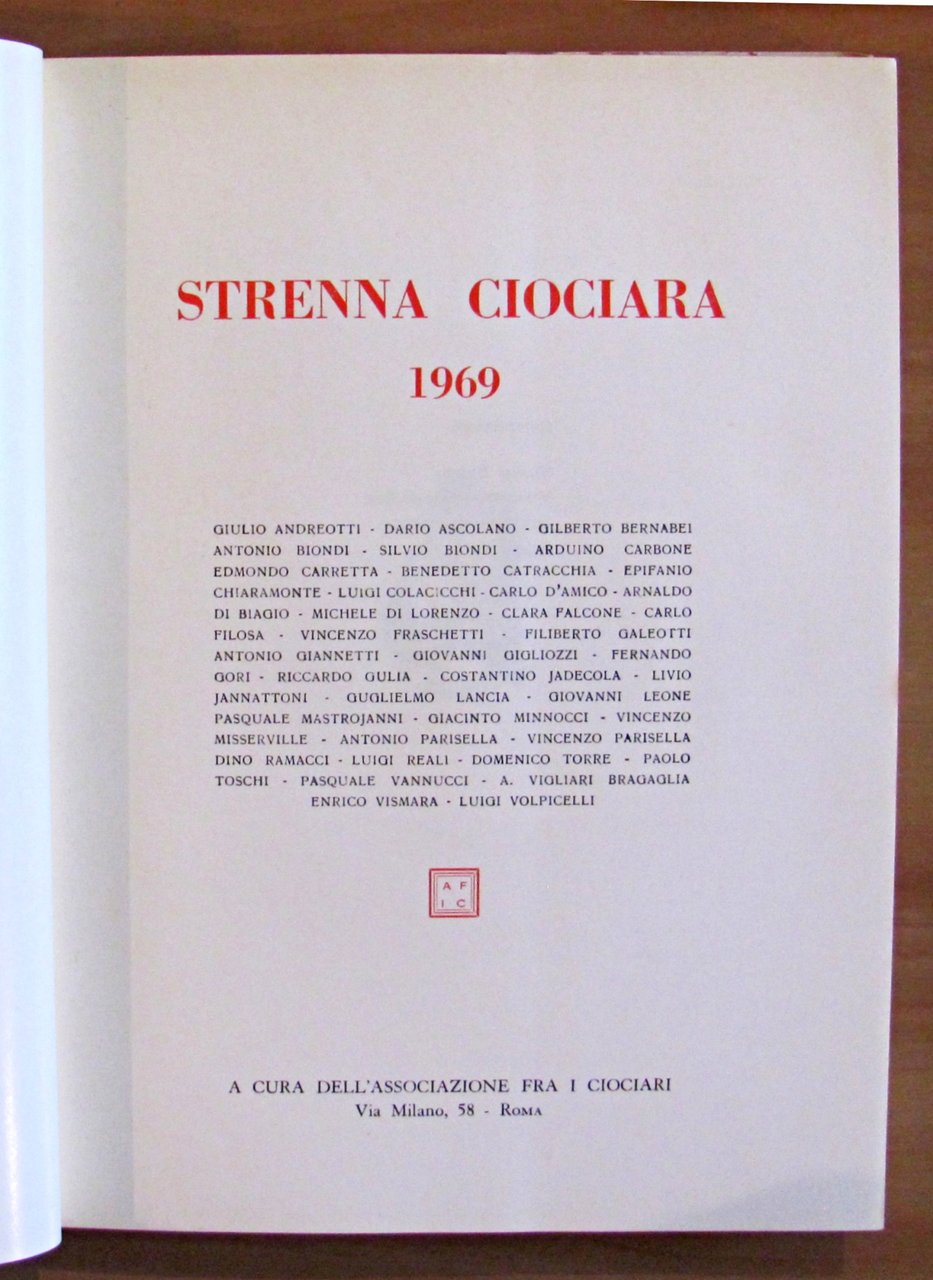 STRENNA CIOCIARA
1969
GIULIO ANDREOTTI - DARIO ASCOLANO - GILBERTO BERNABEI
ANTONIO BIONDI - SILVIO BIONDI - ARDUINO CARBONE
EDMONDO CARRETTA - BENEDETTO CATRACCHIA - EPIFANIO
CHIARAMONTE - LUIGI COLACICCHI - CARLO D'AMICO - ARNALDO
DI BIAGIO - MICHELE DI LORENZO - CLARA FALCONE - CARLO
FILOSA - VINCENZO FRASCHETTI - FILIBERTO GALEOTTI
ANTONIO GIANNETTI - GIOVANNI GIGLIOZZI - FERNANDO
GORI - RICCARDO GULIA - COSTANTINO JADECOLA - LIVIO
JANNATTONI - GUGLIELMO LANCIA - GIOVANNI LEONE
PASQUALE MASTROJANNI - GIACINTO MINNOCCI - VINCENZO
MISSERVILLE - ANTONIO PARISELLA - VINCENZO PARISELLA
DINO RAMACCI - LUIGI REALI - DOMENICO TORRE - PAOLO
TOSCHI - PASQUALE VANNUCCI - A. VIGLIARI BRAGAGLIA
ENRICO VISMARA - LUIGI VOLPICELLI
A F
I C
A CURA DELL'ASSOCIAZIONE FRA I CIOCIARI
Via Milano, 58 - ROMA